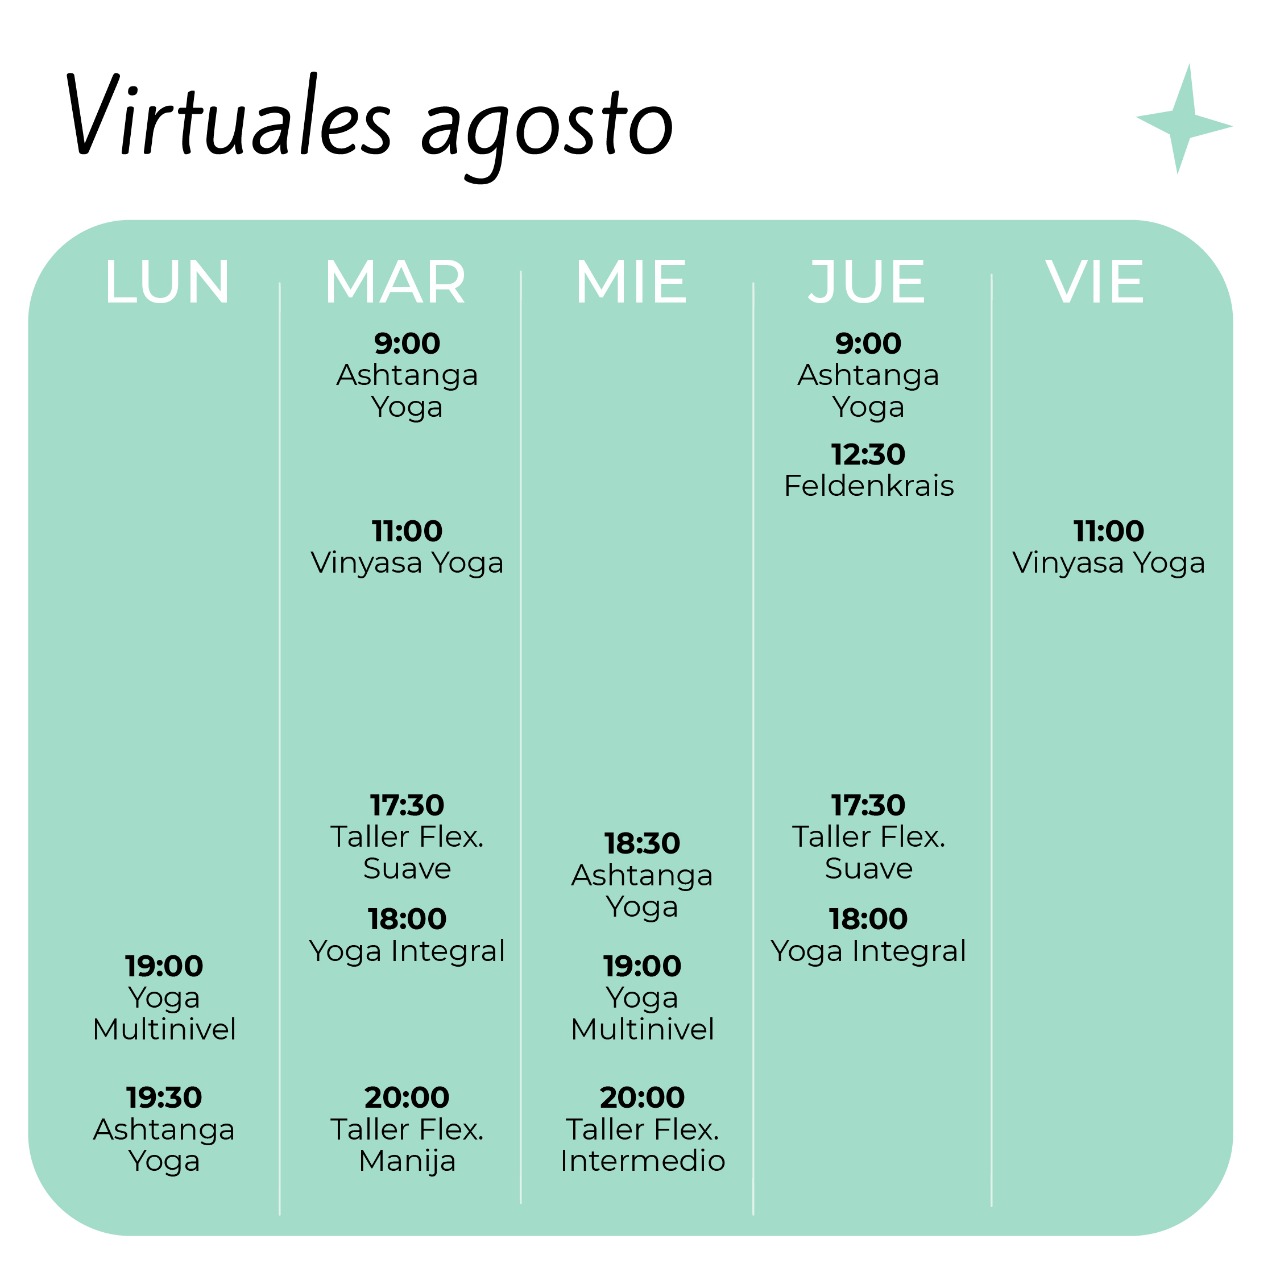 Virtuales agosto
LUN
MAR
MIE
JUE
VIE
19:00
Yoga
Multinivel
19:30
Ashtanga
Yoga
9:00
Ashtanga
Yoga
11:00
Vinyasa Yoga
17:30
Taller Flex.
Suave
18:00
Yoga Integral
20:00
Taller Flex.
Manija
18:30
Ashtanga
Yoga
19:00
Yoga
Multinivel
20:00
Taller Flex.
Intermedio
9:00
Ashtanga
Yoga
12:30
Feldenkrais
17:30
Taller Flex.
Suave
18:00
Yoga Integral
11:00
Vinyasa Yoga